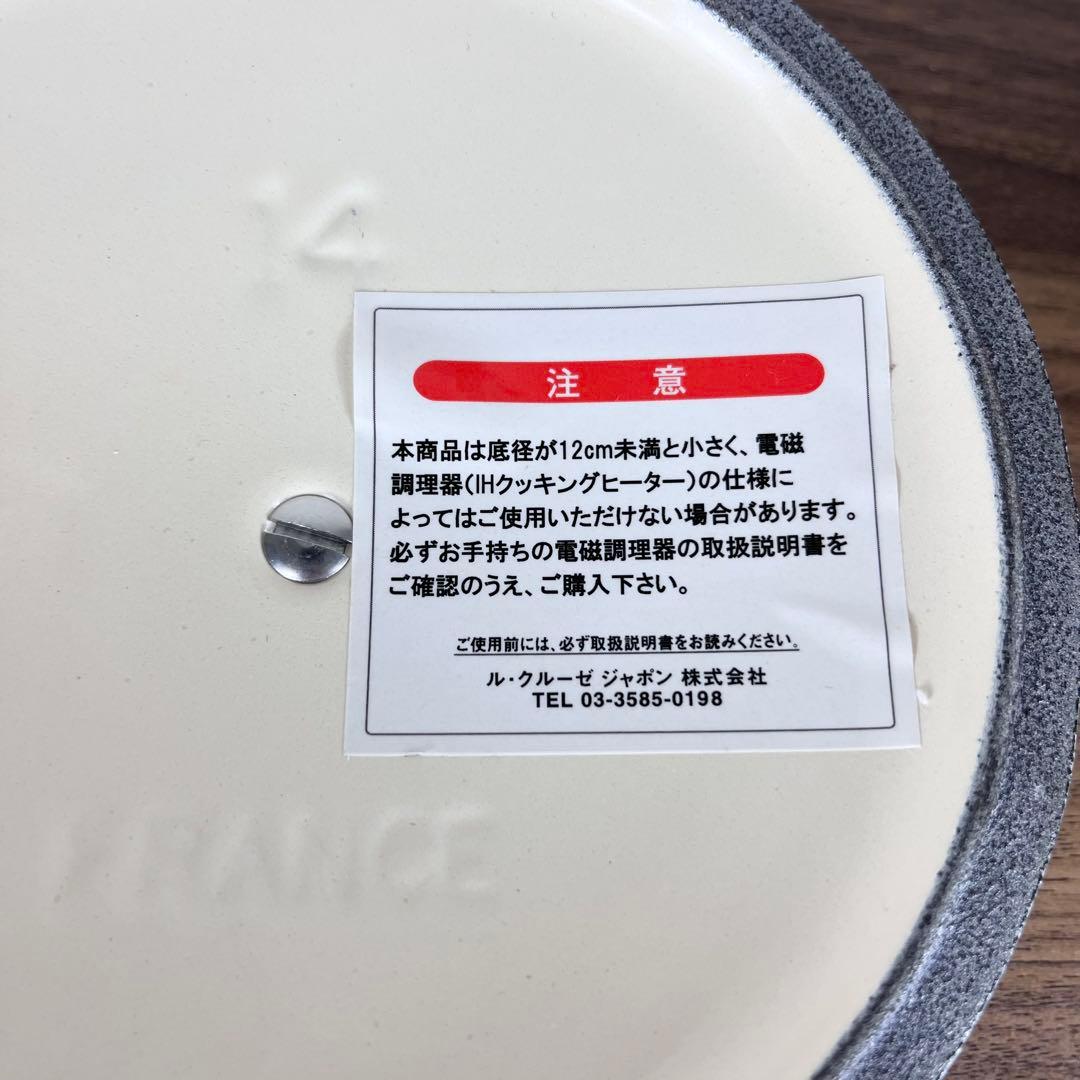 14
注 意
本商品は底径が12cm未満と小さく、電磁
調理器(IHクッキングヒーター)の仕様に
よってはご使用いただけない場合があります。
必ずお手持ちの電磁調理器の取扱説明書を
ご確認のうえ、ご購入下さい。
ご使用前には、必ず取扱説明書をお読みください。
ル・クルーゼ ジャポン 株式会社
TEL 03-3585-0198
FRANCE